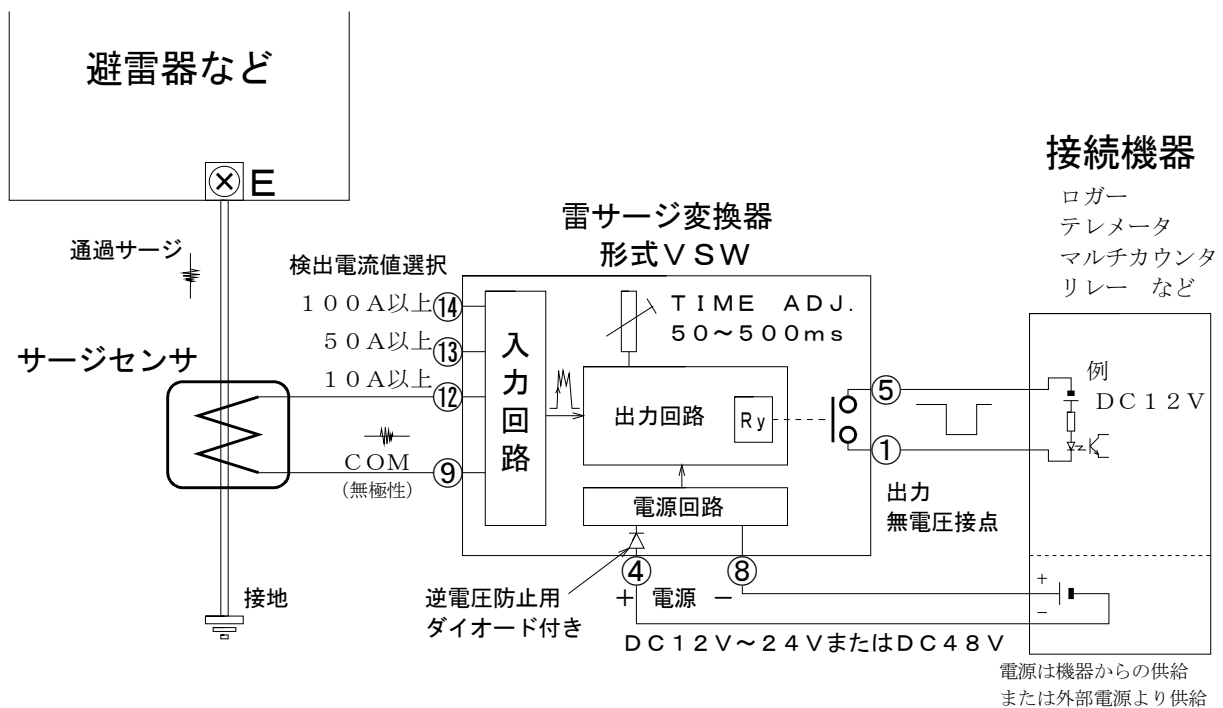 避雷器など
E
通過サージ
サージセンサ
接地
検出電流値選択
100A以上⑭
50A以上⑬
10A以上⑫
COM ⑨
(無極性)
雷サージ変換器
形式VSW
入力回路
TIME ADJ.
50〜500ms
出力回路
Ry
電源回路
⑤
①
出力
無電圧接点
④ ⑧
+ 電源 −
逆電圧防止用
ダイオード付き
DC12V〜24VまたはDC48V
接続機器
ロガー
テレメータ
マルチカウンタ
リレー など
例
DC12V
+
−
電源は機器からの供給
または外部電源より供給